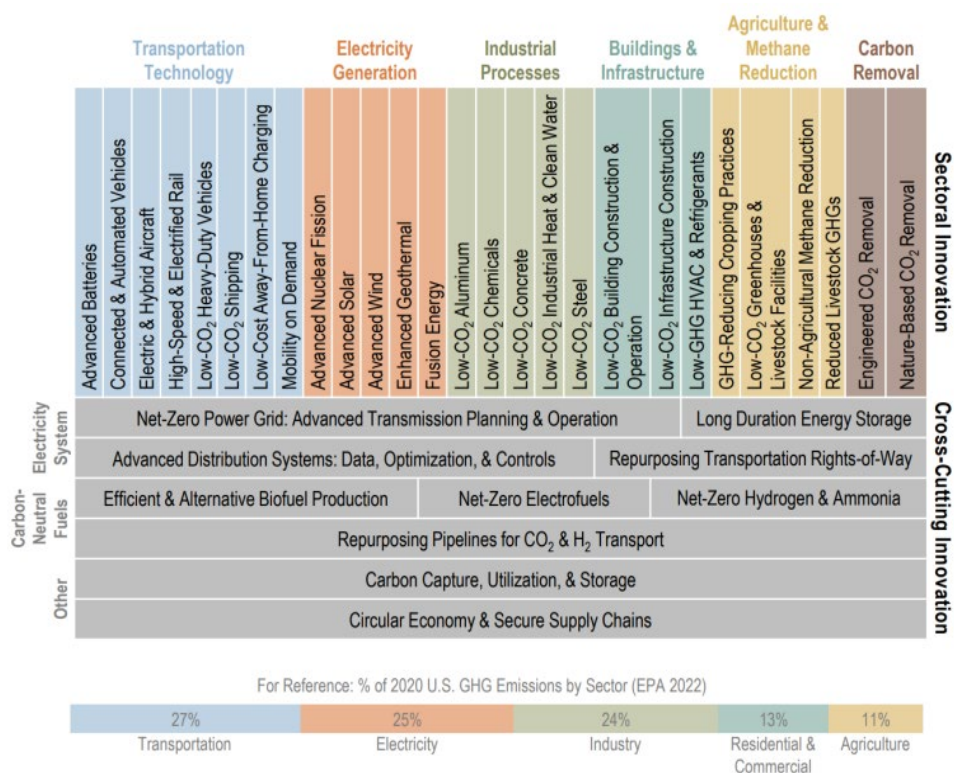 Transportation
Technology
Electricity
Generation
Industrial
Processes
Buildings &
Infrastructure
Agriculture &
Methane
Reduction
Carbon
Removal
Advanced Batteries
Connected & Automated Vehicles
Electric & Hybrid Aircraft
High-Speed & Electrified Rail
Low-CO₂ Heavy-Duty Vehicles
Low-CO₂ Shipping
Low-Cost Away-From-Home Charging
Mobility on Demand
Advanced Nuclear Fission
Advanced Solar
Advanced Wind
Enhanced Geothermal
Fusion Energy
Low-CO₂ Aluminum
Low-CO₂ Chemicals
Low-CO₂ Concrete
Low-CO₂ Industrial Heat & Clean Water
Low-CO₂ Steel
Low-CO₂ Building Construction &
Operation
Low-CO₂ Infrastructure Construction
Low-GHG HVAC & Refrigerants
GHG-Reducing Cropping Practices
Low-CO₂ Greenhouses &
Livestock Facilities
Non-Agricultural Methane Reduction
Reduced Livestock GHGs
Engineered CO₂ Removal
Nature-Based CO₂ Removal
Sectoral Innovation
Electricity
System
Net-Zero Power Grid: Advanced Transmission Planning & Operation
Long Duration Energy Storage
Advanced Distribution Systems: Data, Optimization, & Controls
Repurposing Transportation Rights-of-Way
Carbon-
Neutral
Fuels
Efficient & Alternative Biofuel Production
Net-Zero Electrofuels
Net-Zero Hydrogen & Ammonia
Repurposing Pipelines for CO₂ & H₂ Transport
Other
Carbon Capture, Utilization, & Storage
Circular Economy & Secure Supply Chains
Cross-Cutting Innovation
For Reference: % of 2020 U.S. GHG Emissions by Sector (EPA 2022)
27%
25%
24%
13%
11%
Transportation
Electricity
Industry
Residential &
Commercial
Agriculture